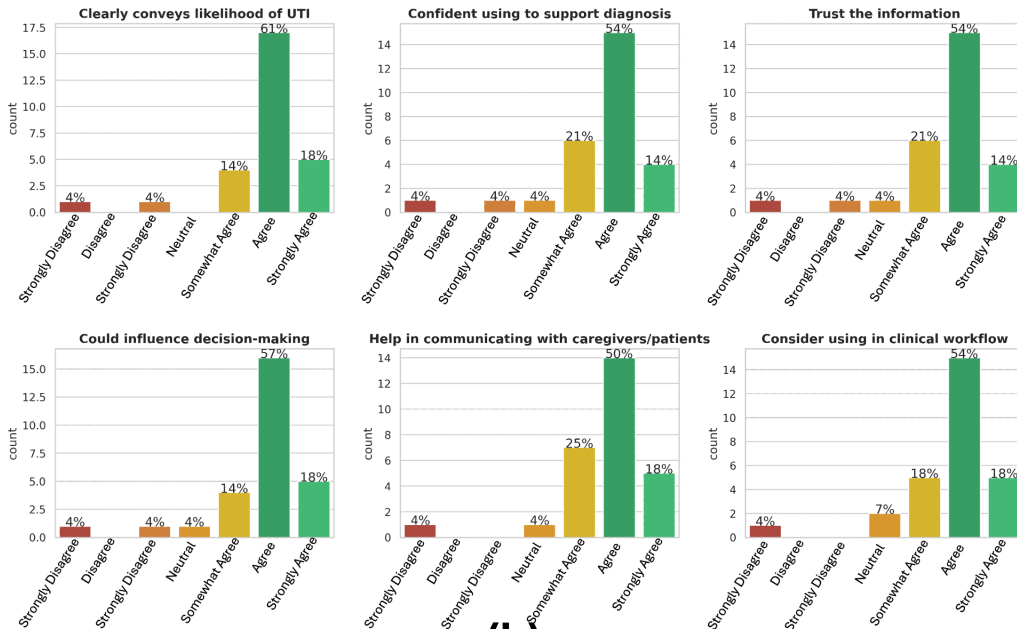 Clearly conveys likelihood of UTI
count
17.5
15.0
12.5
10.0
7.5
5.0
2.5
0.0
4%
4%
14%
61%
18%
Strongly Disagree
Disagree
Strongly Disagree
Neutral
Somewhat Agree
Agree
Strongly Agree
Confident using to support diagnosis
count
14
12
10
8
6
4
2
0
4%
4%
4%
21%
54%
14%
Strongly Disagree
Disagree
Strongly Disagree
Neutral
Somewhat Agree
Agree
Strongly Agree
Trust the information
count
14
12
10
8
6
4
2
0
4%
4%
4%
21%
54%
14%
Strongly Disagree
Disagree
Strongly Disagree
Neutral
Somewhat Agree
Agree
Strongly Agree
Could influence decision-making
count
15.0
12.5
10.0
7.5
5.0
2.5
0.0
4%
4%
4%
14%
57%
18%
Strongly Disagree
Disagree
Strongly Disagree
Neutral
Somewhat Agree
Agree
Strongly Agree
Help in communicating with caregivers/patients
count
14
12
10
8
6
4
2
0
4%
4%
25%
50%
18%
Strongly Disagree
Disagree
Strongly Disagree
Neutral
Somewhat Agree
Agree
Strongly Agree
Consider using in clinical workflow
count
14
12
10
8
6
4
2
0
4%
7%
18%
54%
18%
Strongly Disagree
Disagree
Strongly Disagree
Neutral
Somewhat Agree
Agree
Strongly Agree